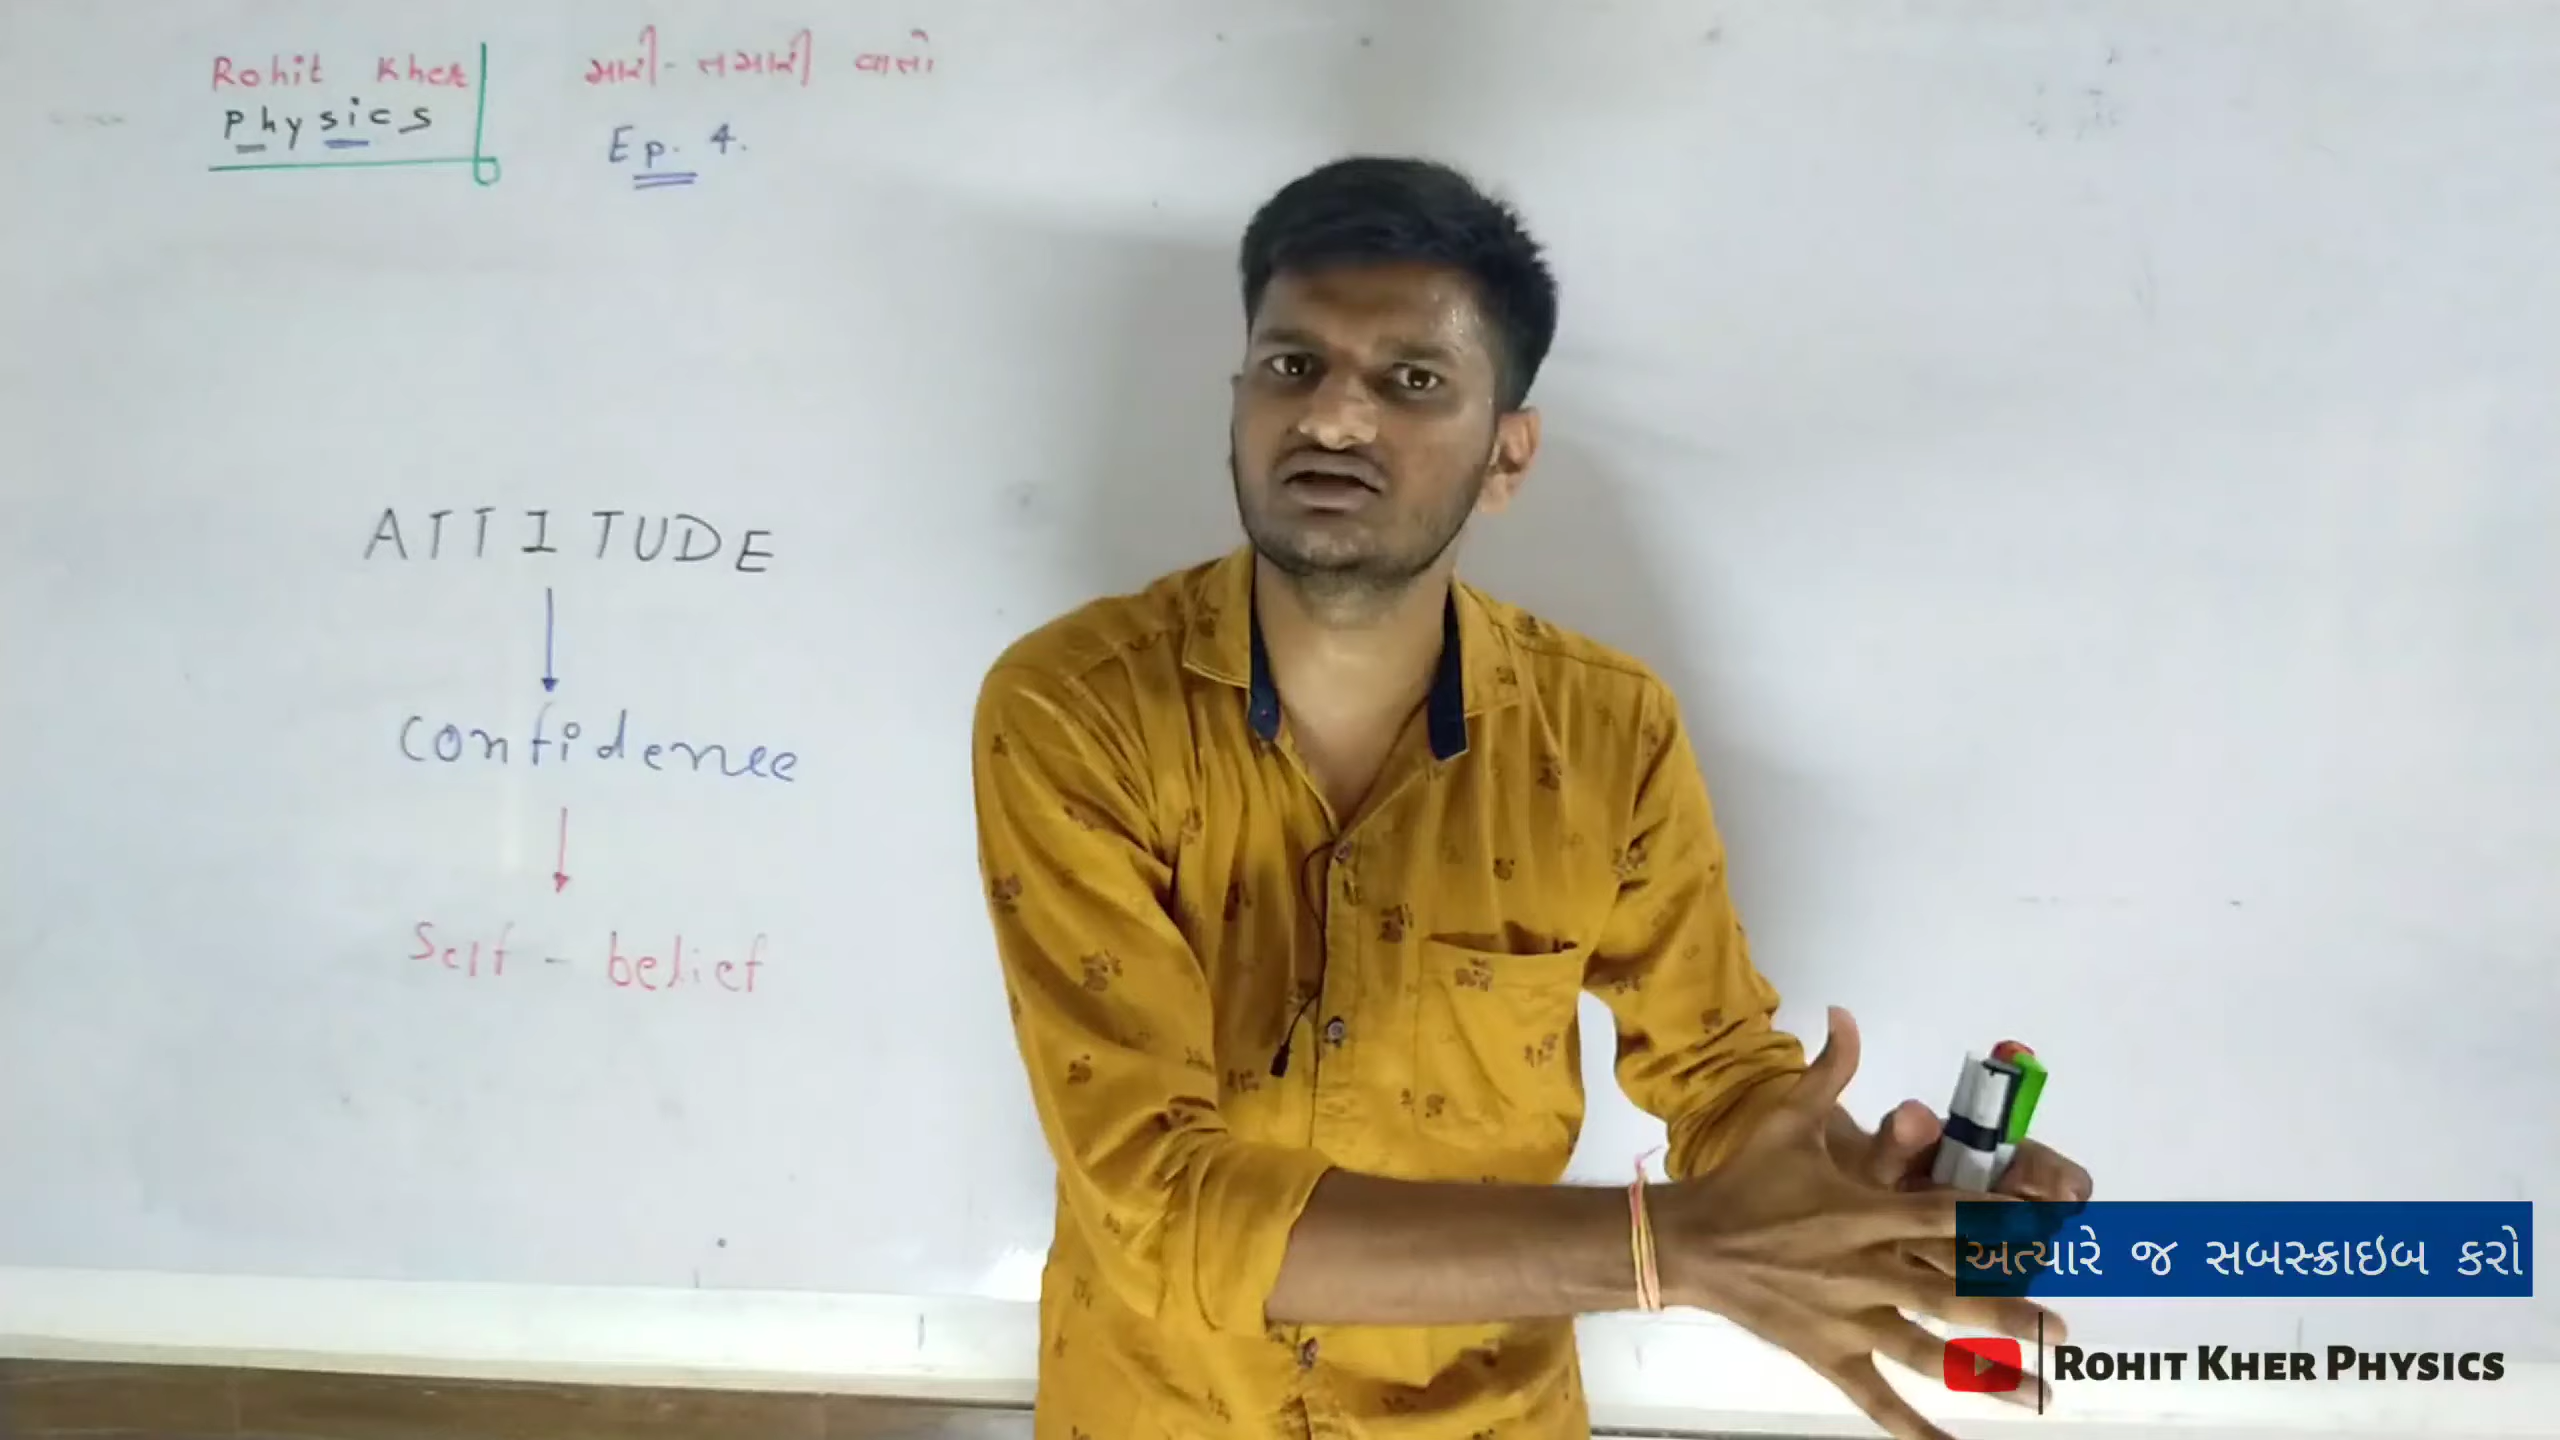 Rohit Kher
Physics
મારી-તમારી વાતો
Ep. 4.
ATTITUDE
confidence
Self-belief
અત્યારે જ સબસ્ક્રાઇબ કરો
ROHIT KHER PHYSICS